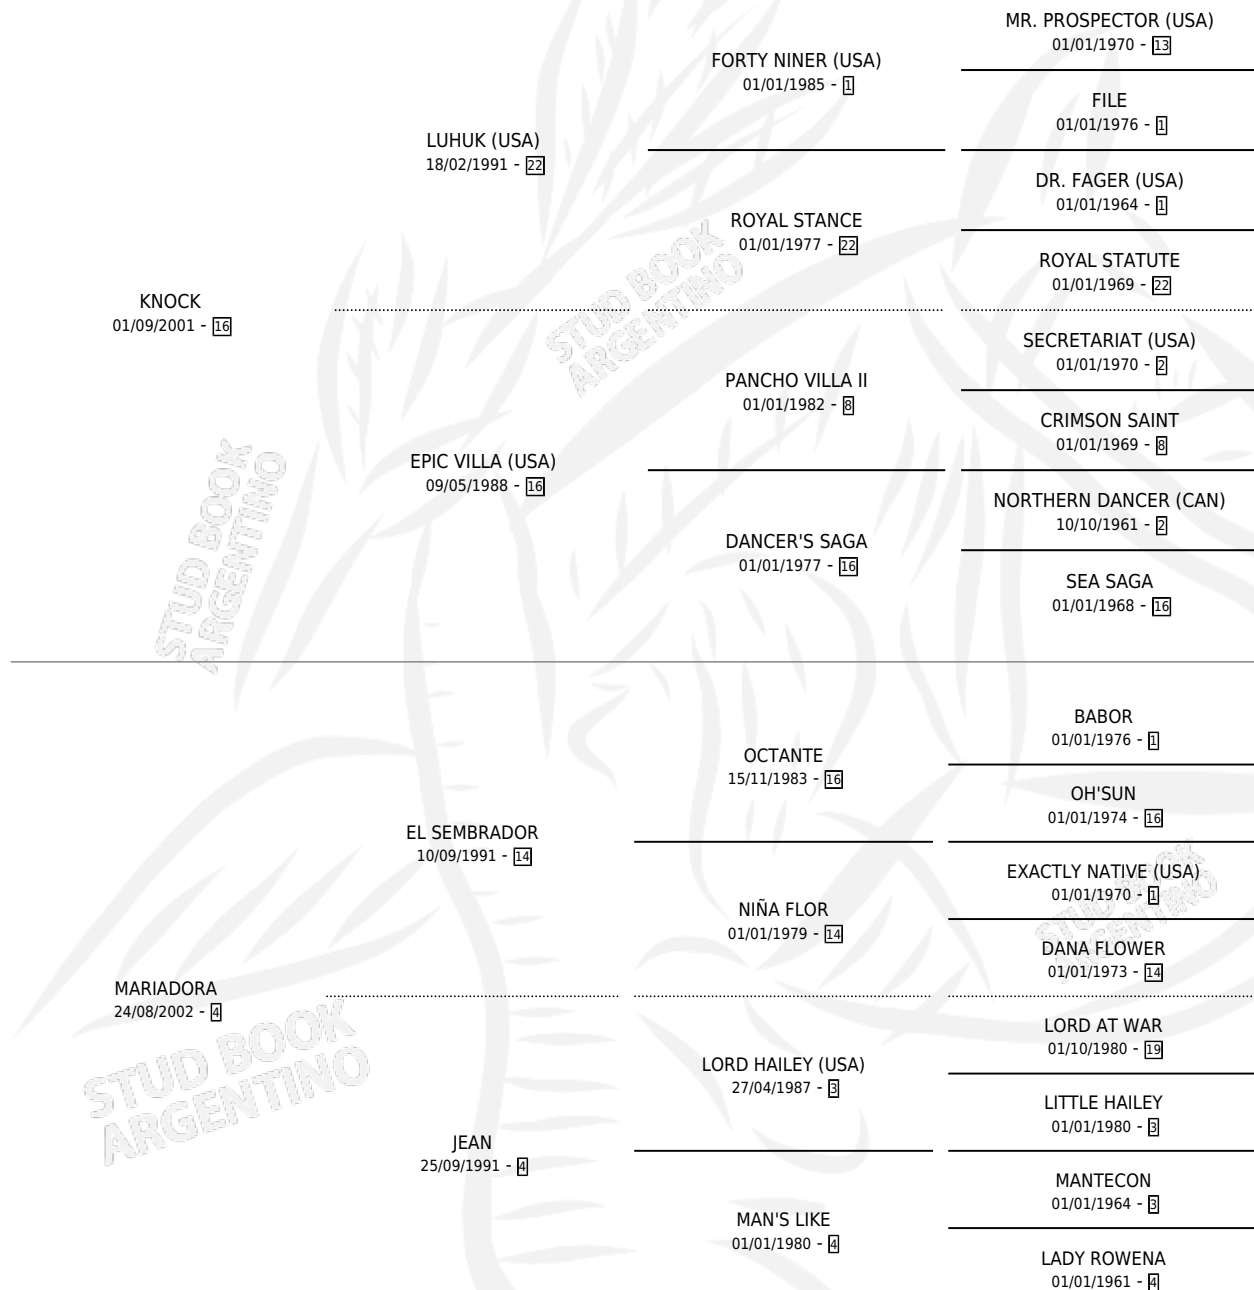 MR. PROSPECTOR (USA)
01/01/1970 - 13
FORTY NINER (USA)
01/01/1985 - 1
FILE
01/01/1976 - 1
LUHUK (USA)
18/02/1991 - 22
DR. FAGER (USA)
01/01/1964 - 1
ROYAL STANCE
01/01/1977 - 22
ROYAL STATUTE
01/01/1969 - 22
KNOCK
01/09/2001 - 16
SECRETARIAT (USA)
01/01/1970 - 2
PANCHO VILLA II
01/01/1982 - 8
CRIMSON SAINT
01/01/1969 - 8
EPIC VILLA (USA)
09/05/1988 - 16
NORTHERN DANCER (CAN)
10/10/1961 - 2
DANCER'S SAGA
01/01/1977 - 16
SEA SAGA
01/01/1968 - 16
BABOR
01/01/1976 - 1
OCTANTE
15/11/1983 - 16
OH'SUN
01/01/1974 - 16
EL SEMBRADOR
10/09/1991 - 14
EXACTLY NATIVE (USA)
01/01/1970 - 1
NIÑA FLOR
01/01/1979 - 14
DANA FLOWER
01/01/1973 - 14
MARIADORA
24/08/2002 - 4
LORD AT WAR
01/10/1980 - 19
LORD HAILEY (USA)
27/04/1987 - 3
LITTLE HAILEY
01/01/1980 - 3
JEAN
25/09/1991 - 4
MANTECON
01/01/1964 - 3
MAN'S LIKE
01/01/1980 - 4
LADY ROWENA
01/01/1961 - 4
STUD BOOK
ARGENTINO
STUD BOOK
ARGENTINO
STUD BOOK
ARGENTINO
STUD BOOK
ARGENTINO